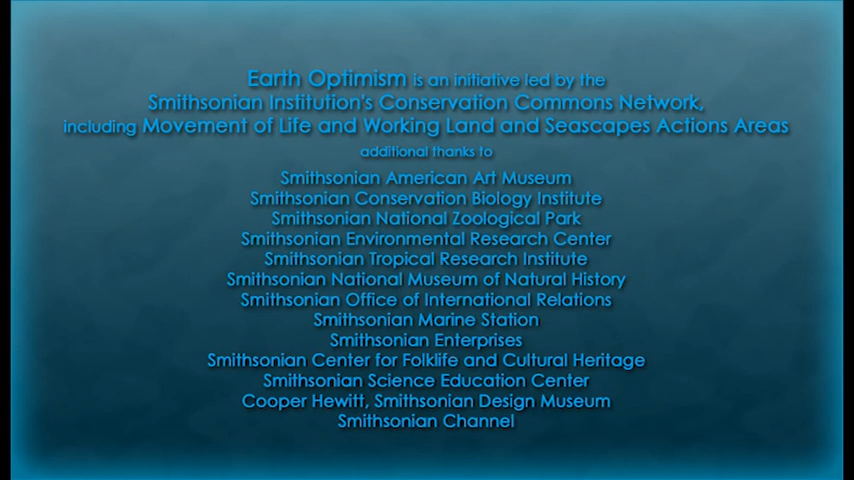 Earth Optimism is an initiative led by the
Smithsonian Institution's Conservation Commons Network,
including Movement of Life and Working Land and Seascapes Actions Areas
additional thanks to
Smithsonian American Art Museum
Smithsonian Conservation Biology Institute
Smithsonian National Zoological Park
Smithsonian Environmental Research Center
Smithsonian Tropical Research Institute
Smithsonian National Museum of Natural History
Smithsonian Office of International Relations
Smithsonian Marine Station
Smithsonian Enterprises
Smithsonian Center for Folklife and Cultural Heritage
Smithsonian Science Education Center
Cooper Hewitt, Smithsonian Design Museum
Smithsonian Channel